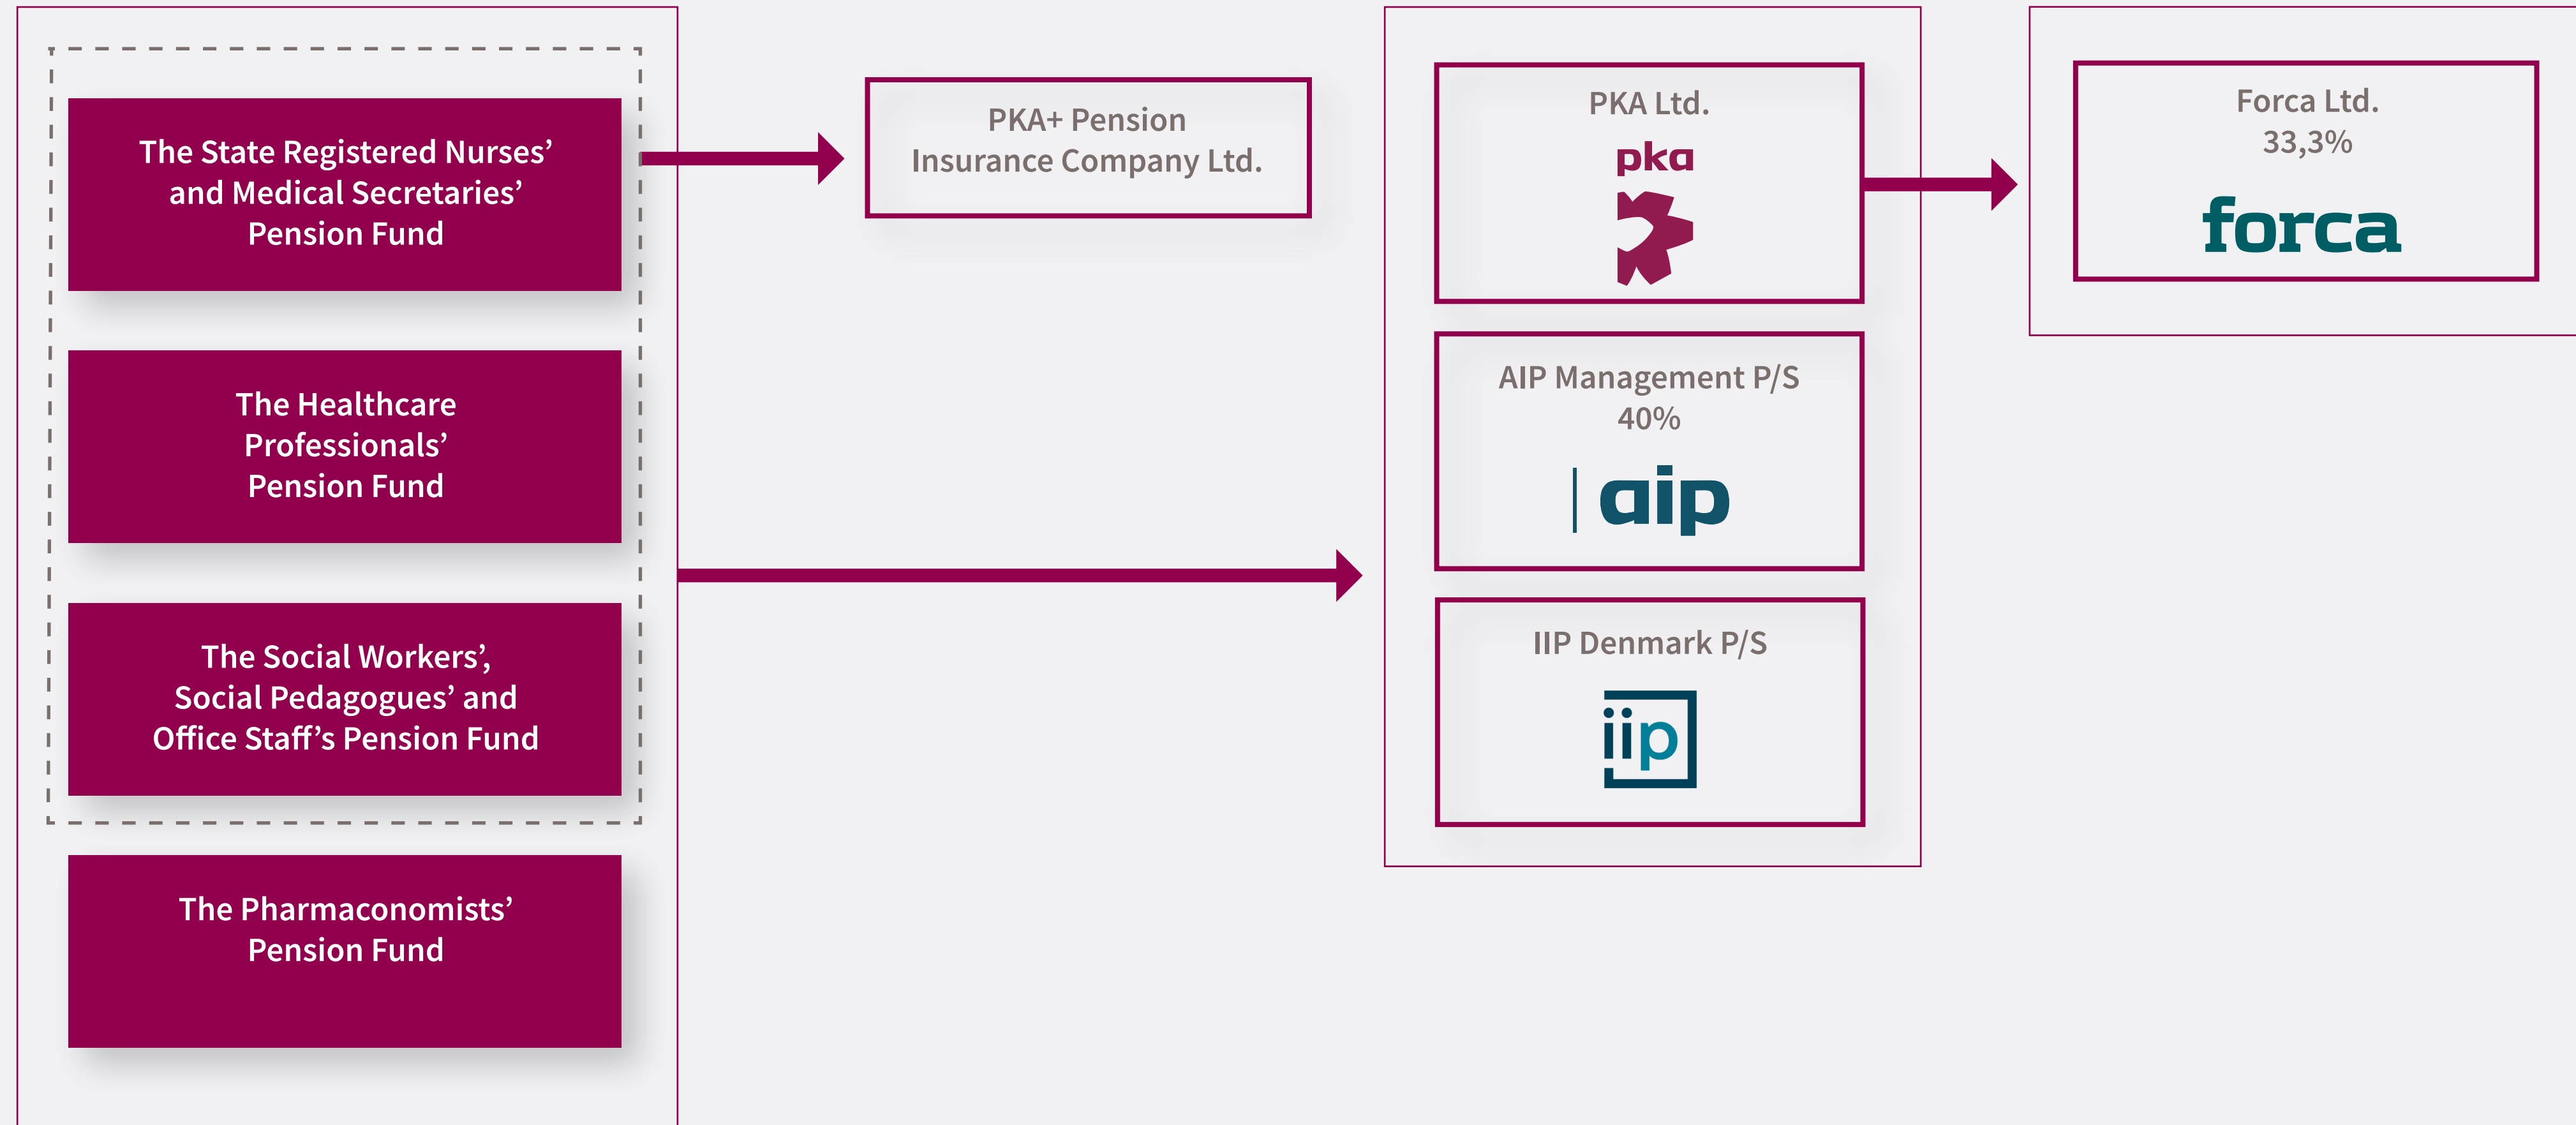 The State Registered Nurses’
and Medical Secretaries’
Pension Fund
The Healthcare
Professionals’
Pension Fund
The Social Workers’,
Social Pedagogues’ and
Office Staff’s Pension Fund
The Pharmaconomists’
Pension Fund
PKA+ Pension
Insurance Company Ltd.
PKA Ltd.
pka
AIP Management P/S
40%
aip
IIP Denmark P/S
iip
Forca Ltd.
33,3%
forca